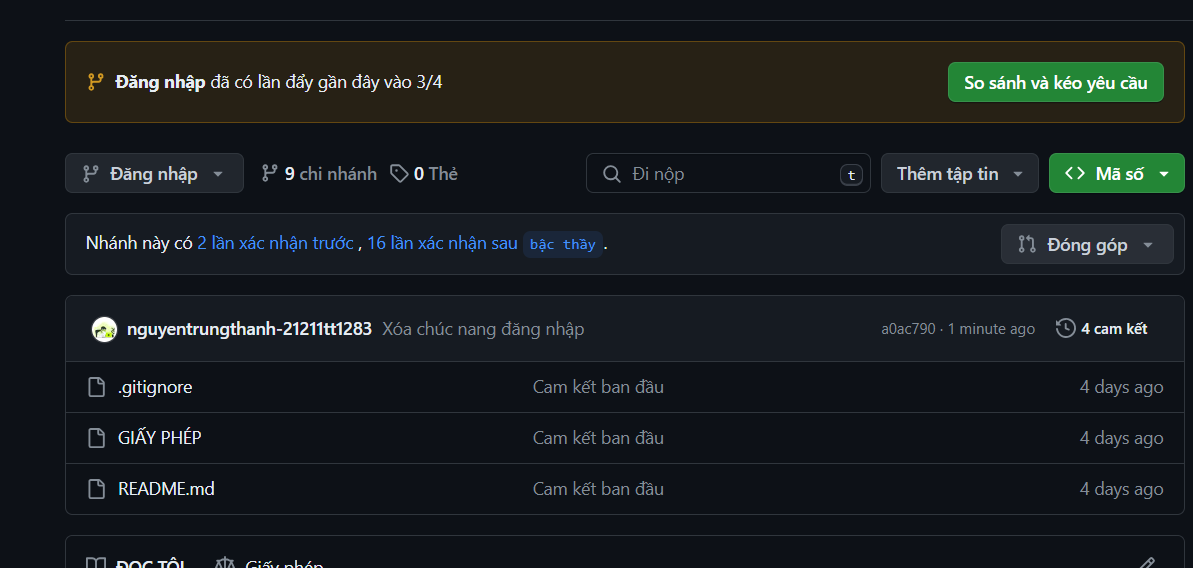 Đăng nhập đã có lần đẩy gần đây vào 3/4
So sánh và kéo yêu cầu
Đăng nhập 9 chi nhánh 0 Thẻ
Đi nộp t
Thêm tập tin
Mã số
Nhánh này có 2 lần xác nhận trước , 16 lần xác nhận sau bậc thầy .
Đóng góp
nguyentrungthanh-21211tt1283 Xóa chúc nang đăng nhập a0ac790 · 1 minute ago 4 cam kết
.gitignore Cam kết ban đầu 4 days ago
GIẤY PHÉP Cam kết ban đầu 4 days ago
README.md Cam kết ban đầu 4 days ago
ĐỌC TÔI Giấy phép